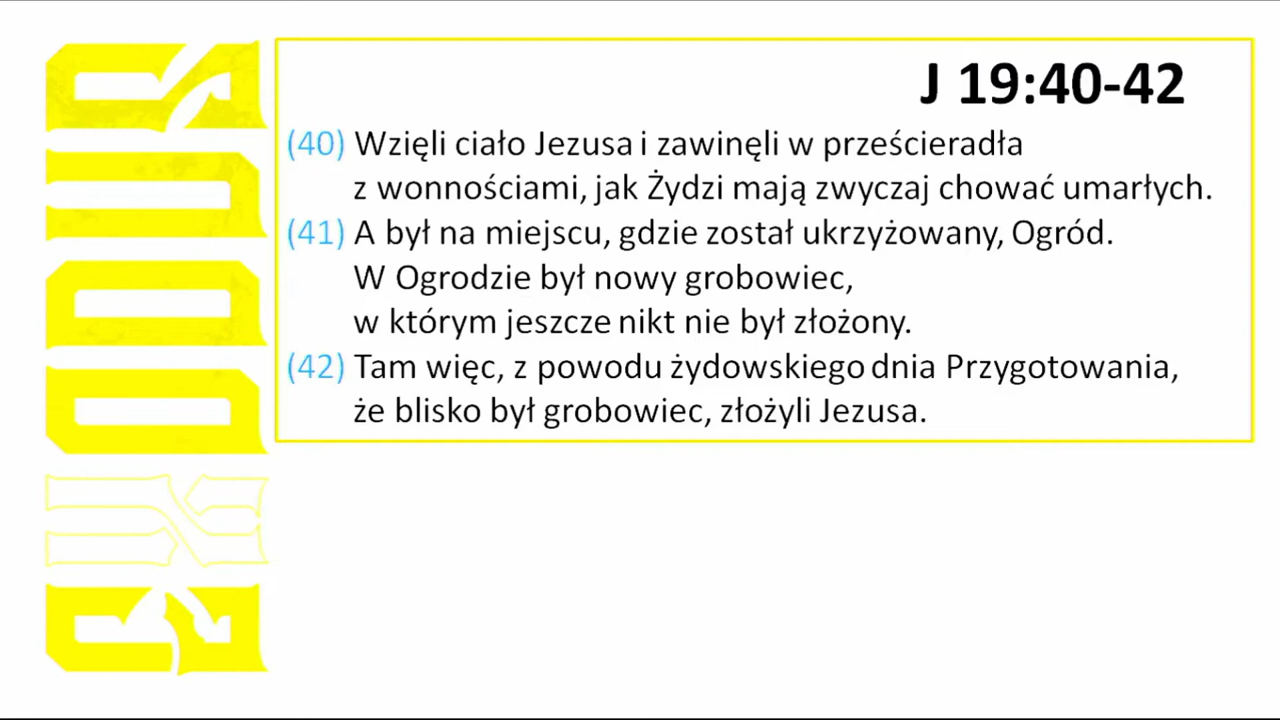 J 19:40-42
(40) Wzięli ciało Jezusa i zawinęli w prześcieradła
z wonnościami, jak Żydzi mają zwyczaj chować umarłych.
(41) A był na miejscu, gdzie został ukrzyżowany, Ogród.
W Ogrodzie był nowy grobowiec,
w którym jeszcze nikt nie był złożony.
(42) Tam więc, z powodu żydowskiego dnia Przygotowania,
że blisko był grobowiec, złożyli Jezusa.